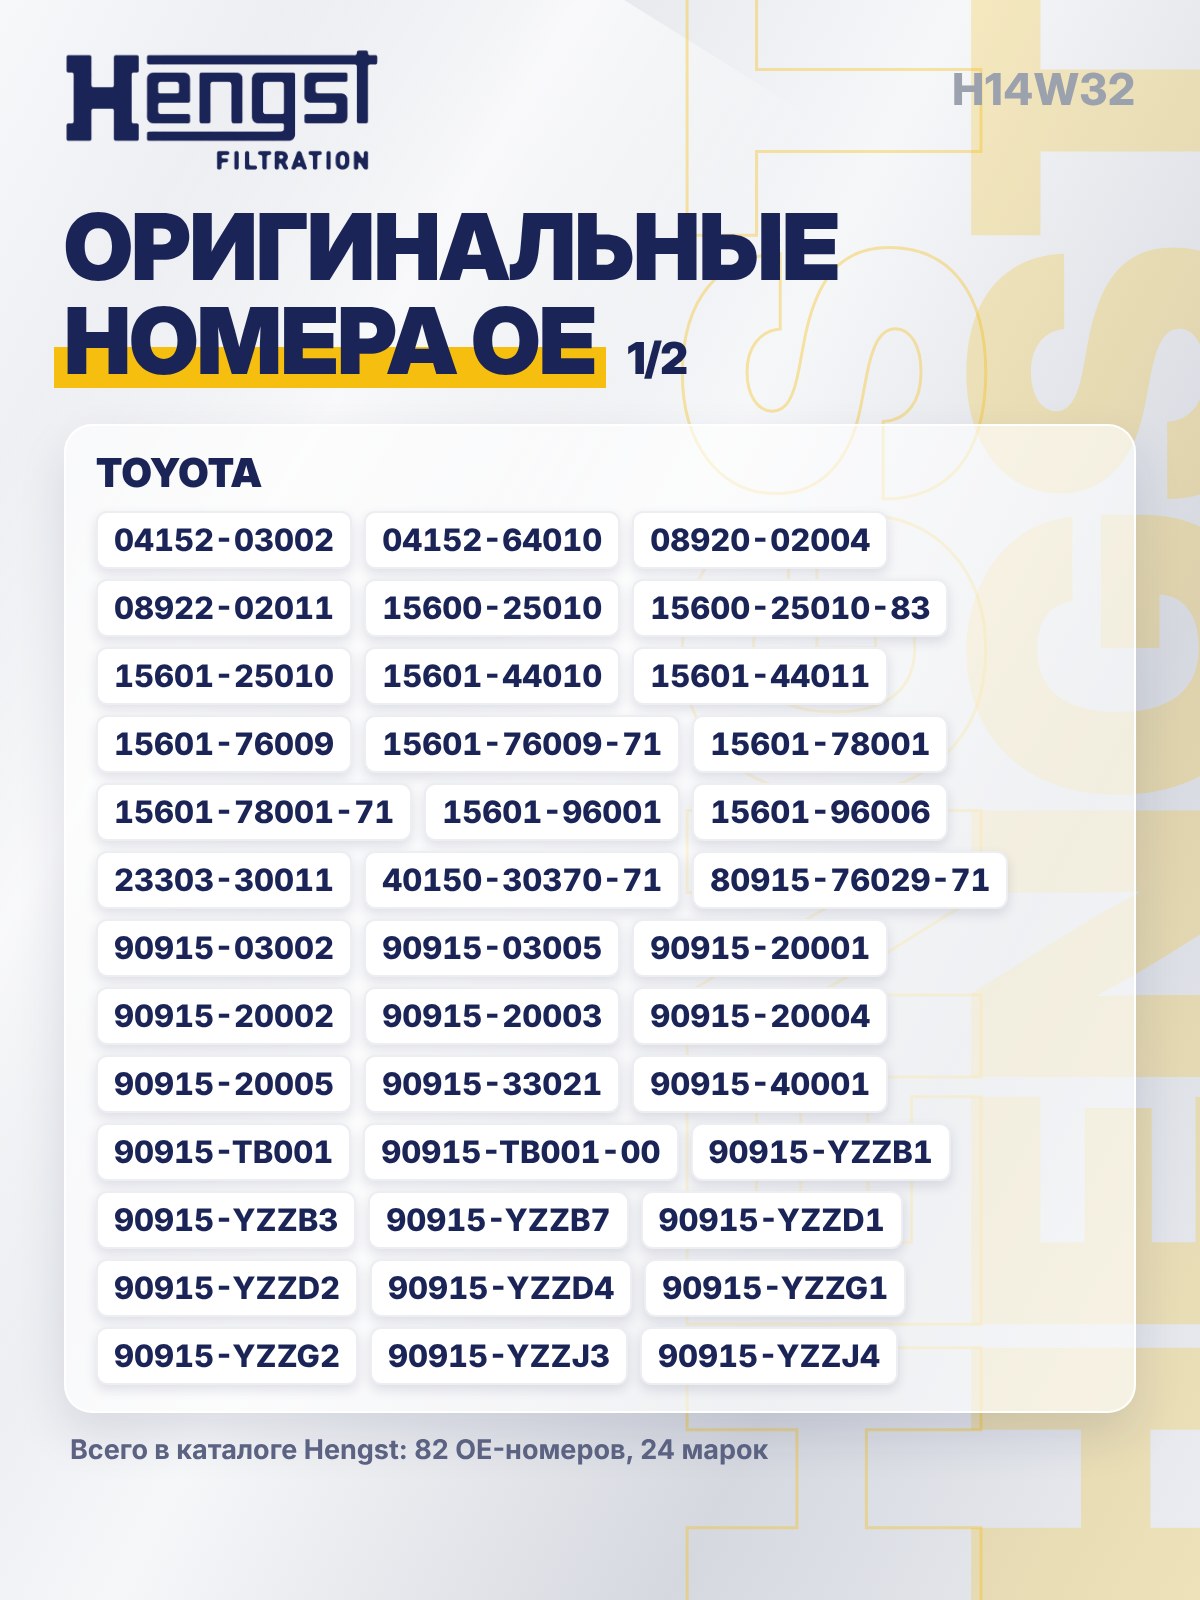 Hengst
FILTRATION
H14W32
ОРИГИНАЛЬНЫЕ
НОМЕРА OE 1/2
TOYOTA
04152-03002 04152-64010 08920-02004
08922-02011 15600-25010 15600-25010-83
15601-25010 15601-44010 15601-44011
15601-76009 15601-76009-71 15601-78001
15601-78001-71 15601-96001 15601-96006
23303-30011 40150-30370-71 80915-76029-71
90915-03002 90915-03005 90915-20001
90915-20002 90915-20003 90915-20004
90915-20005 90915-33021 90915-40001
90915-TB001 90915-TB001-00 90915-YZZB1
90915-YZZB3 90915-YZZB7 90915-YZZD1
90915-YZZD2 90915-YZZD4 90915-YZZG1
90915-YZZG2 90915-YZZJ3 90915-YZZJ4
Всего в каталоге Hengst: 82 OE-номеров, 24 марок
HENGST
HENGST